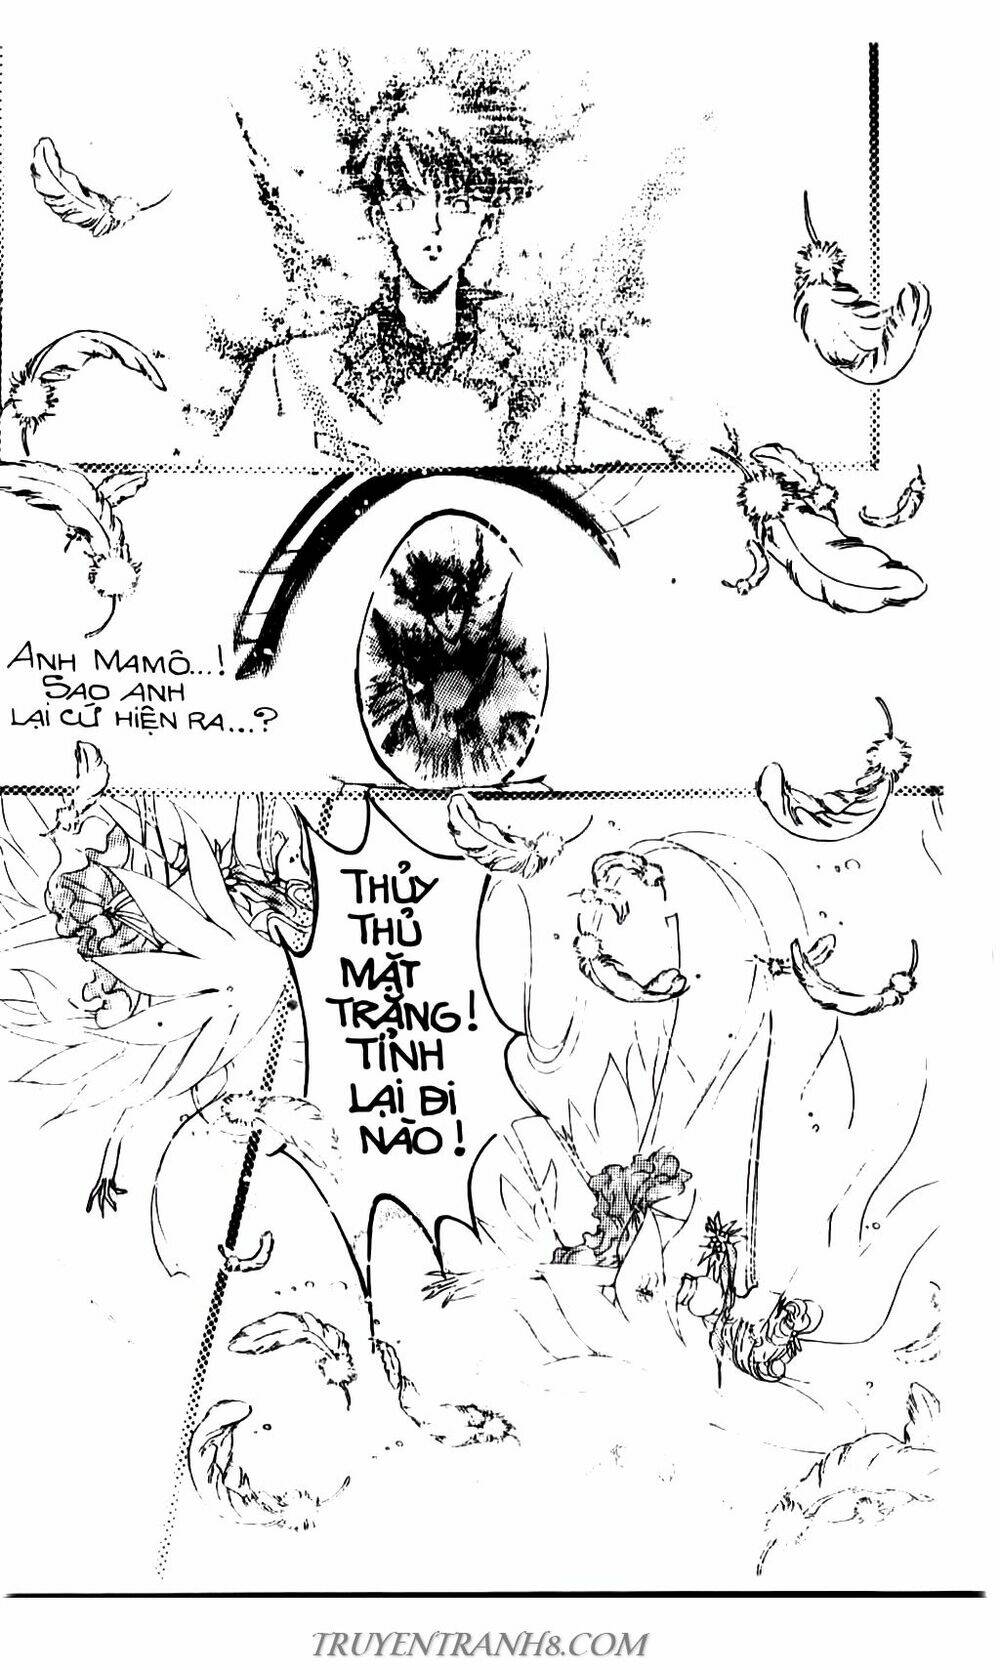 ANH MAMÔ...!
SAO ANH
LẠI CỨ HIỆN RA...?
THỦY
THỦ
MẶT
TRĂNG!
TỈNH
LẠI ĐI
NÀO!
TRUYENTRANH8.COM